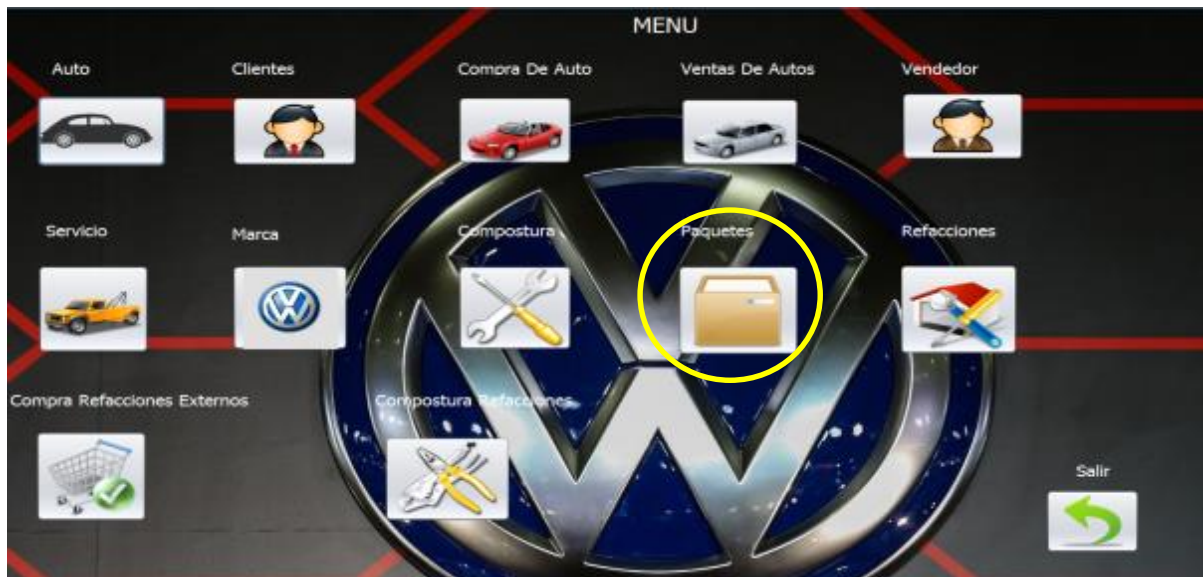 MENU
Auto
Clientes
Compra De Auto
Ventas De Autos
Vendedor
Servicio
Marca
Compostura
Paquetes
Refacciones
Compra Refacciones Externos
Compostura Refacciones
Salir